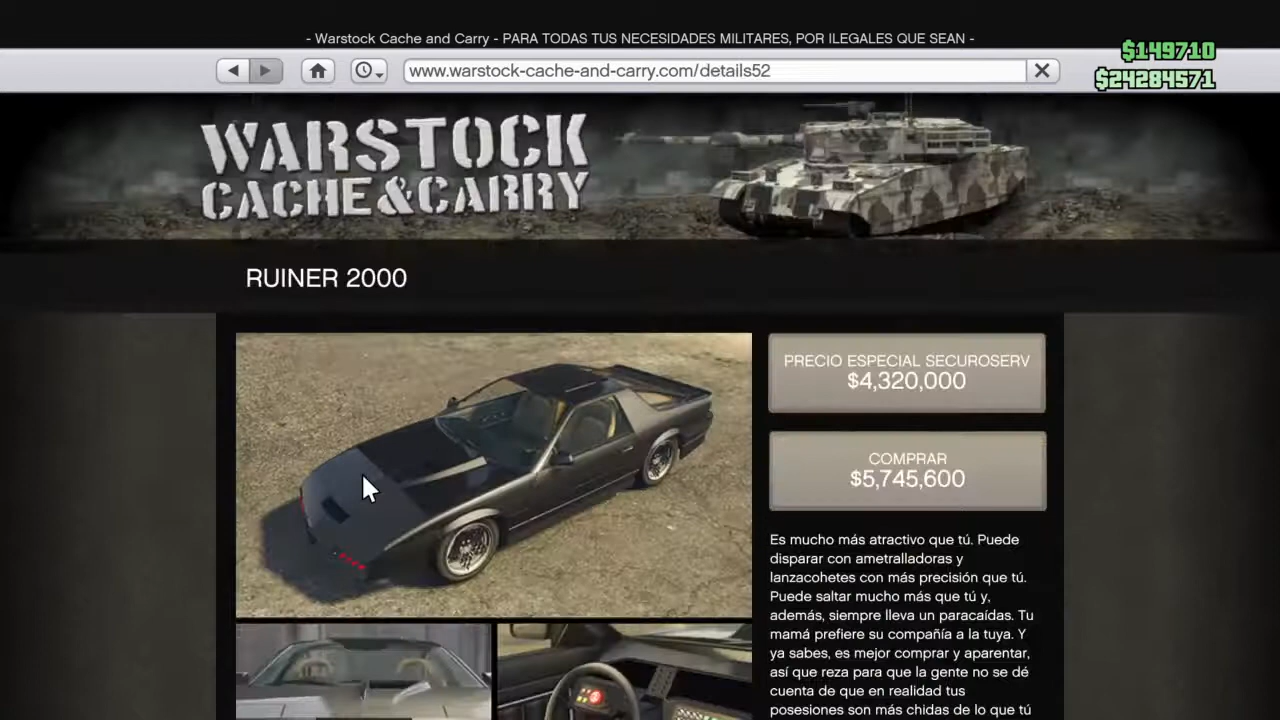 - Warstock Cache and Carry - PARA TODAS TUS NECESIDADES MILITARES, POR ILEGALES QUE SEAN -
$149710
www.warstock-cache-and-carry.com/details52
$24284571
WARSTOCK
CACHE&CARRY
RUINER 2000
PRECIO ESPECIAL SECUROSERV
$4,320,000
COMPRAR
$5,745,600
Es mucho más atractivo que tú. Puede
disparar con ametralladoras y
lanzacohetes con más precisión que tú.
Puede saltar mucho más que tú y,
además, siempre lleva un paracaídas. Tu
mamá prefiere su compañía a la tuya. Y
ya sabes, es mejor comprar y aparentar,
así que reza para que la gente no se dé
cuenta de que en realidad tus
posesiones son más chidas de lo que tú